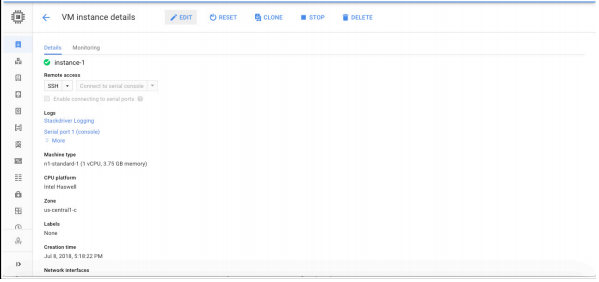 VM instance details
EDIT
RESET
CLONE
STOP
DELETE
Details
Monitoring
instance-1
Remote access
SSH
Connect to serial console
Enable connecting to serial ports
Logs
Stackdriver Logging
Serial port 1 (console)
More
Machine type
n1-standard-1 (1 vCPU, 3.75 GB memory)
CPU platform
Intel Haswell
Zone
us-central1-c
Labels
None
Creation time
Jul 8, 2018, 5:18:22 PM
Network interfaces